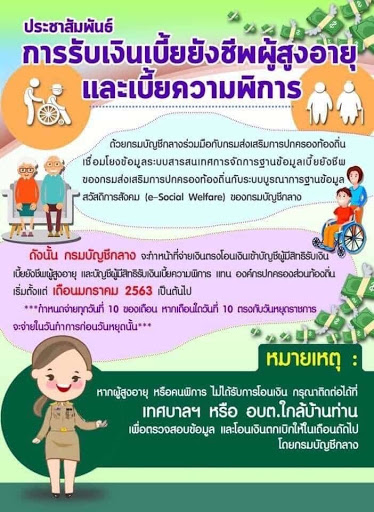 ประชาสัมพันธ์
การรับเงินเบี้ยยังชีพผู้สูงอายุ
และเบี้ยความพิการ
ด้วยกรมบัญชีกลางร่วมมือกับกรมส่งเสริมการปกครองท้องถิ่น
เชื่อมโยงข้อมูลระบบสารสนเทศการจัดการฐานข้อมูลเบี้ยยังชีพ
ของกรมส่งเสริมการปกครองท้องถิ่นกับระบบบูรณาการฐานข้อมูล
สวัสดิการสังคม (e-Social Welfare) ของกรมบัญชีกลาง
ดังนั้น กรมบัญชีกลาง จะทำหน้าที่จ่ายเงินตรงโอนเงินเข้าบัญชีผู้มีสิทธิรับเงิน
เบี้ยยังชีพผู้สูงอายุ และบัญชีผู้มีสิทธิรับเงินเบี้ยความพิการ แทน องค์กรปกครองส่วนท้องถิ่น
เริ่มตั้งแต่ เดือนมกราคม 2563 เป็นต้นไป
***กำหนดจ่ายทุกวันที่ 10 ของเดือน หากเดือนใดวันที่ 10 ตรงกับวันหยุดราชการ
จะจ่ายในวันทำการก่อนวันหยุดนั้น***
หมายเหตุ :
หากผู้สูงอายุ หรือคนพิการ ไม่ได้รับการโอนเงิน กรุณาติดต่อได้ที่
เทศบาลฯ หรือ อบต.ใกล้บ้านท่าน
เพื่อตรวจสอบข้อมูล และโอนเงินตกเบิกให้ในเดือนถัดไป
โดยกรมบัญชีกลาง